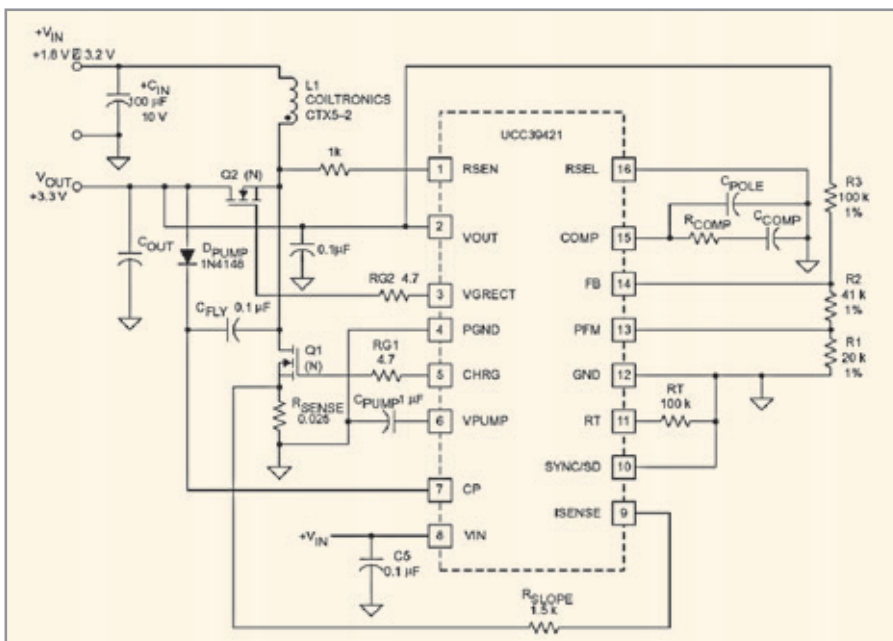 +VIN
+1.8 V 3.2 V
+CIN
100 µF
10 V
L1
COILTRONICS
CTX5-2
UCC39421
VOUT
+3.3 V
Q2 (N)
1k
1 RSEN
RSEL 16
CPOLE
R3
100 k
1%
COUT
DPUMP
1N4148
0.1µF
2 VOUT
COMP 15
RCOMP
CCOMP
RG2 4.7
3 VGRECT
FB 14
R2
41 k
1%
CFLY 0.1 µF
4 PGND
PFM 13
R1
20 k
1%
Q1
(N)
RG1
4.7
5 CHRG
GND 12
RT
100 k
RSENSE
0.025
CPUMP 1 µF
6 VPUMP
RT 11
SYNC/SD 10
7 CP
ISENSE 9
+VIN
8 VIN
C5
0.1 µF
RSLOPE
1.5 k